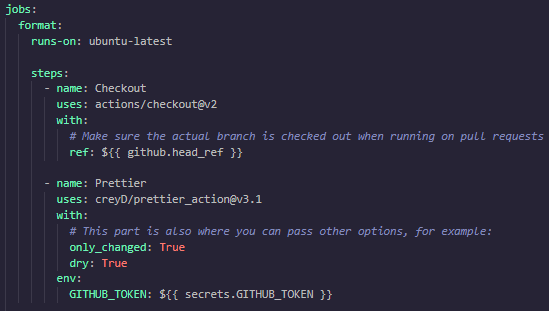 jobs:
  format:
    runs-on: ubuntu-latest

    steps:
      - name: Checkout
        uses: actions/checkout@v2
        with:
          # Make sure the actual branch is checked out when running on pull requests
          ref: ${{ github.head_ref }}

      - name: Prettier
        uses: creyD/prettier_action@v3.1
        with:
          # This part is also where you can pass other options, for example:
          only_changed: True
          dry: True
        env:
          GITHUB_TOKEN: ${{ secrets.GITHUB_TOKEN }}